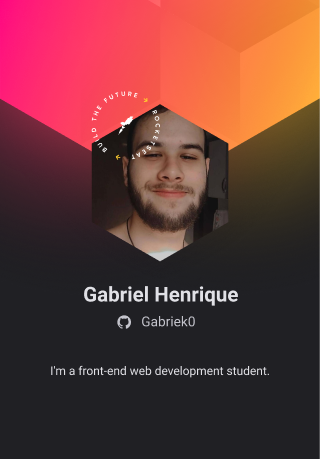 BUILD THE FUTURE
ROCKETSEAT
Gabriel Henrique
Gabriek0
I'm a front-end web development student.